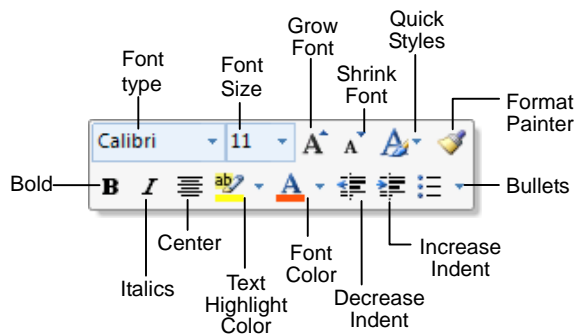 Font
type
Font
Size
Grow
Font
Shrink
Font
Quick
Styles
Format
Painter
Calibri
11
A
A
A
Bold
B
I
ab
A
Bullets
Center
Italics
Text
Highlight
Color
Font
Color
Decrease
Indent
Increase
Indent